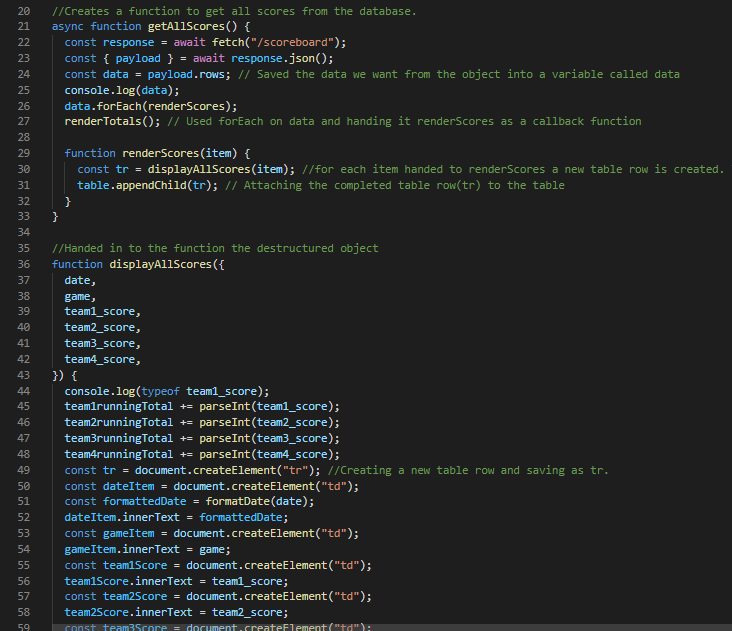 20 //Creates a function to get all scores from the database.
21 async function getAllScores() {
22 const response = await fetch("/scoreboard");
23 const { payload } = await response.json();
24 const data = payload.rows; // Saved the data we want from the object into a variable called data
25 console.log(data);
26 data.forEach(renderScores);
27 renderTotals(); // Used forEach on data and handing it renderScores as a callback function
28
29 function renderScores(item) {
30 const tr = displayAllScores(item); //for each item handed to renderScores a new table row is created.
31 table.appendChild(tr); // Attaching the completed table row(tr) to the table
32 }
33 }
34
35 //Handed in to the function the destructured object
36 function displayAllScores({
37 date,
38 game,
39 team1_score,
40 team2_score,
41 team3_score,
42 team4_score,
43 }) {
44 console.log(typeof team1_score);
45 team1runningTotal += parseInt(team1_score);
46 team2runningTotal += parseInt(team2_score);
47 team3runningTotal += parseInt(team3_score);
48 team4runningTotal += parseInt(team4_score);
49 const tr = document.createElement("tr"); //Creating a new table row and saving as tr.
50 const dateItem = document.createElement("td");
51 const formattedDate = formatDate(date);
52 dateItem.innerText = formattedDate;
53 const gameItem = document.createElement("td");
54 gameItem.innerText = game;
55 const team1Score = document.createElement("td");
56 team1Score.innerText = team1_score;
57 const team2Score = document.createElement("td");
58 team2Score.innerText = team2_score;
59 const team3Score = document.createElement("td");